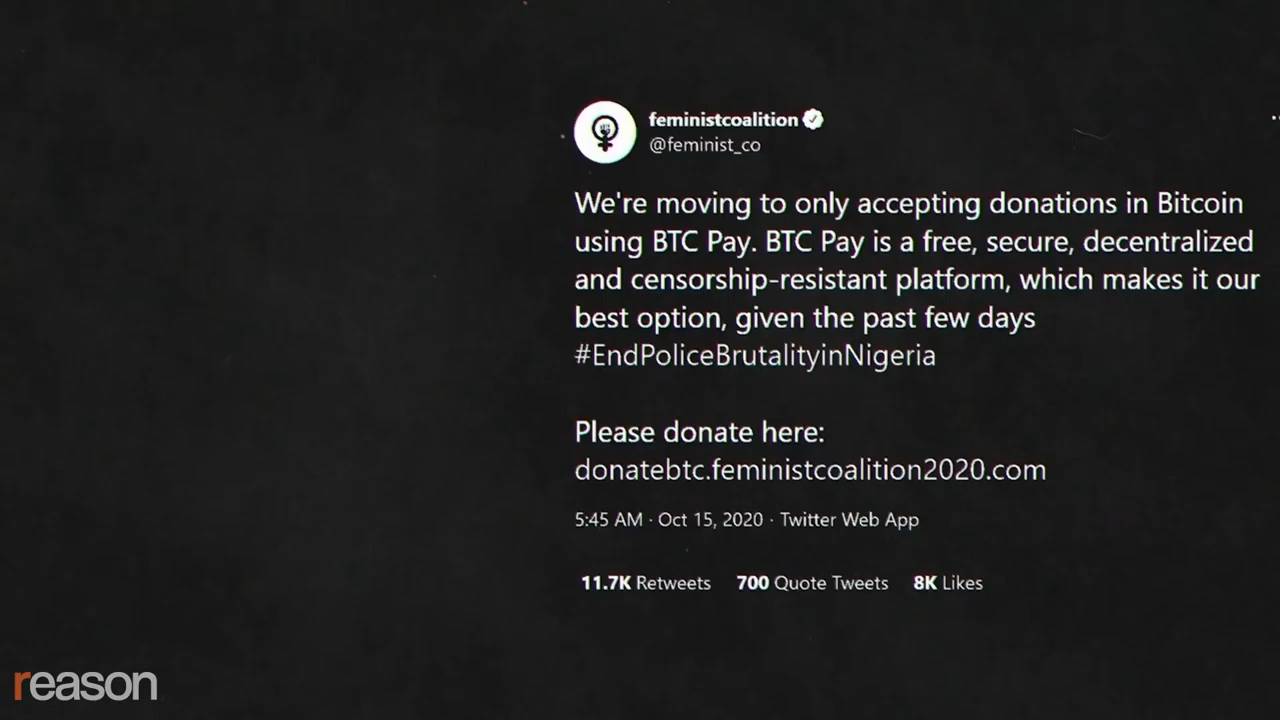 feministcoalition
@feminist_co
We're moving to only accepting donations in Bitcoin
using BTC Pay. BTC Pay is a free, secure, decentralized
and censorship-resistant platform, which makes it our
best option, given the past few days
#EndPoliceBrutalityinNigeria
Please donate here:
donatebtc.feministcoalition2020.com
5:45 AM · Oct 15, 2020 · Twitter Web App
11.7K Retweets 700 Quote Tweets 8K Likes
reason